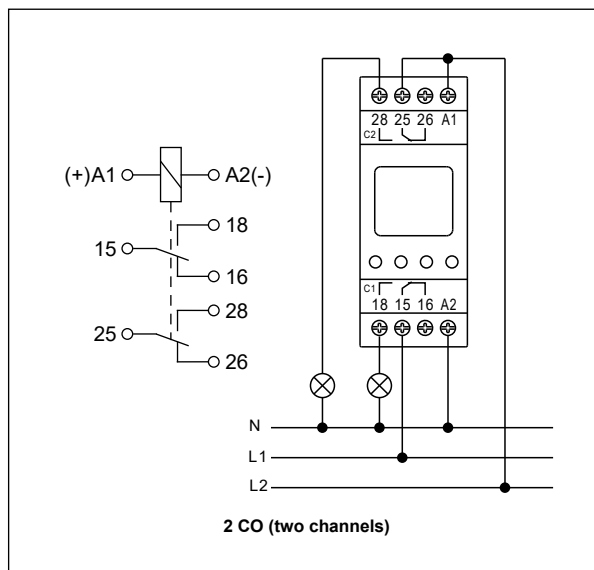 28 25 26 A1
C2
(+)A1 A2(-)
18
15
16
28
25
26
C1
18 15 16 A2
N
L1
L2
2 CO (two channels)